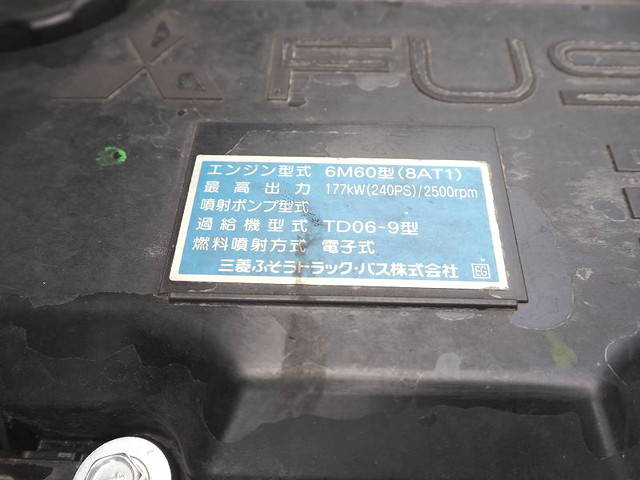 FUS
エンジン型式 6M60型(8AT1)
最高出力 177kW(240PS)/2500rpm
噴射ポンプ型式
過給機型式 TD06-9型
燃料噴射方式 電子式
三菱ふそうトラック・バス株式会社 EG